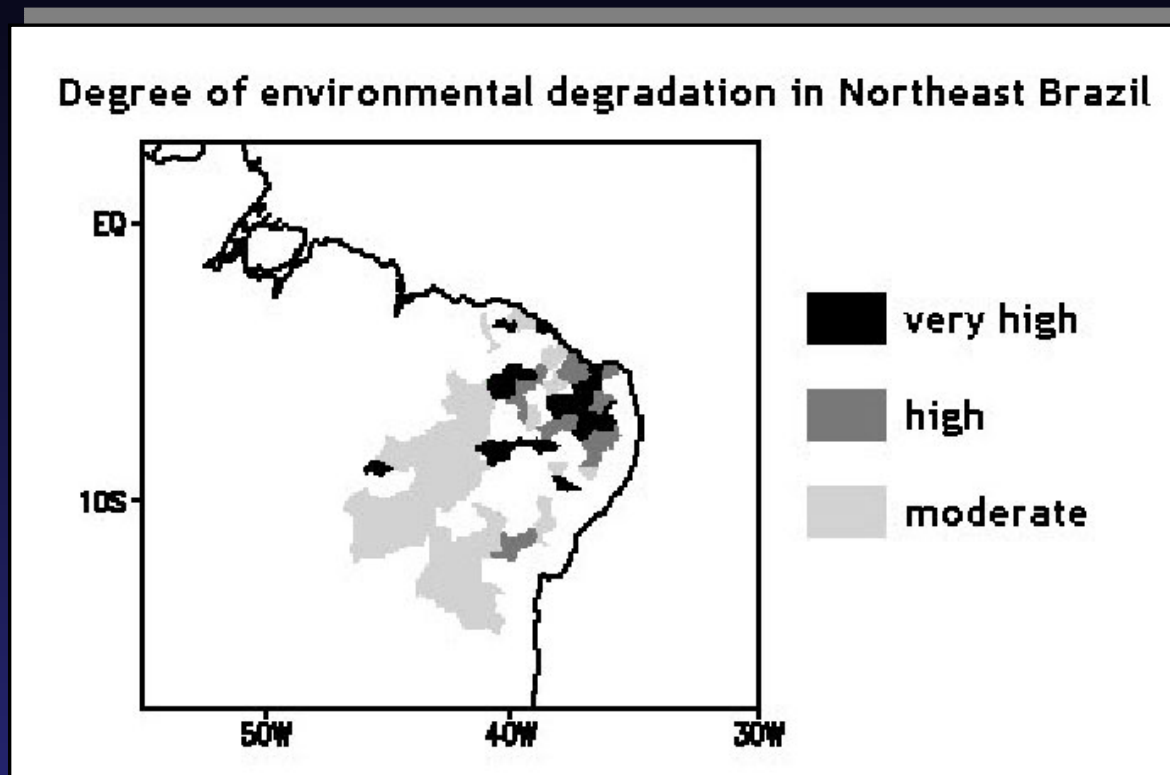 Degree of environmental degradation in Northeast Brazil
EQ
10S
50W
40W
30W
very high
high
moderate